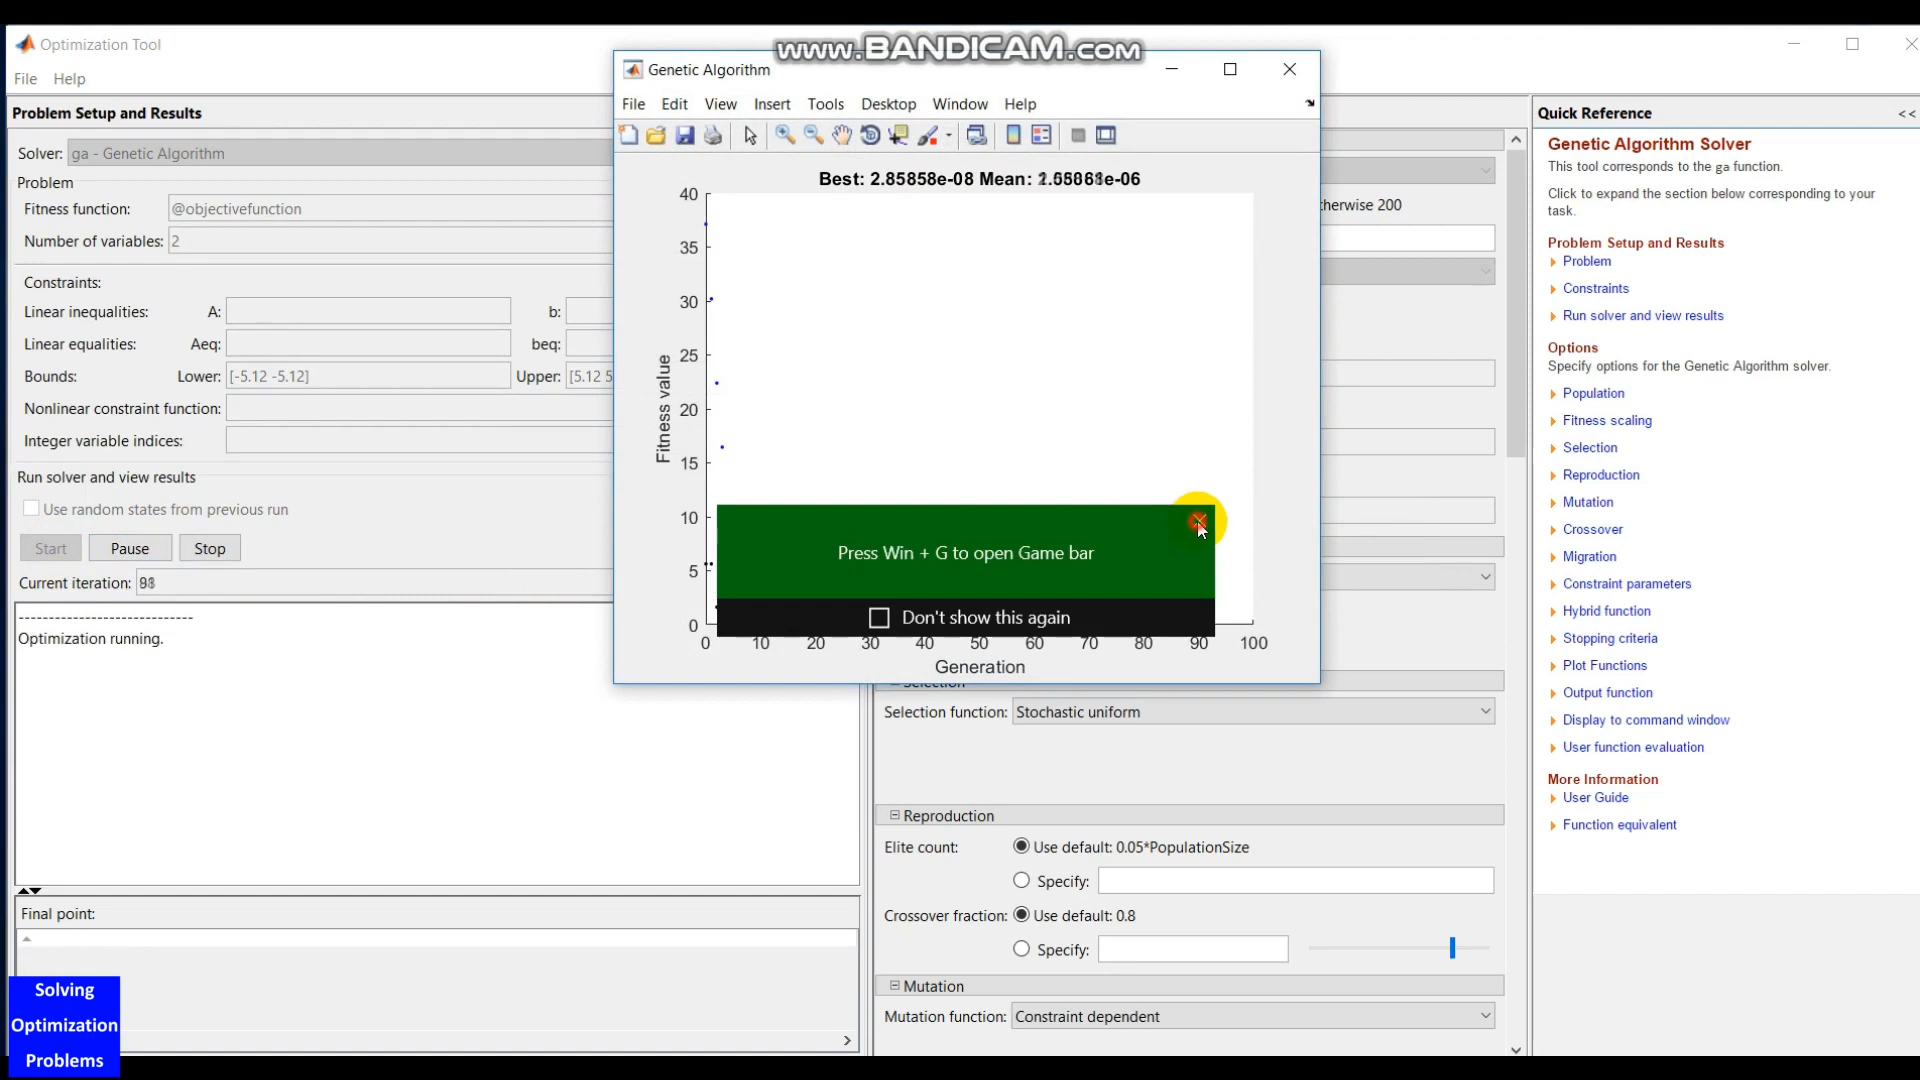 www.BANDICAM.com
Optimization Tool
File Help
Problem Setup and Results
Solver: ga - Genetic Algorithm
Problem
Fitness function: @objectivefunction
Number of variables: 2
Constraints:
Linear inequalities: A: b:
Linear equalities: Aeq: beq:
Bounds: Lower: [-5.12 -5.12] Upper: [5.12 5
Nonlinear constraint function:
Integer variable indices:
Run solver and view results
Use random states from previous run
Start Pause Stop
Current iteration:
----------------------------
Optimization running.
Final point:
Solving
Optimization
Problems
Genetic Algorithm
File Edit View Insert Tools Desktop Window Help
Best: 2.85858e-08 Mean:
40
35
30
25
20
15
10
5
0
Fitness value
0 10 20 30 40 50 60 70 80 90 100
Generation
Press Win + G to open Game bar
Don't show this again
therwise 200
Selection
Selection function: Stochastic uniform
Reproduction
Elite count: Use default: 0.05*PopulationSize
Specify:
Crossover fraction: Use default: 0.8
Specify:
Mutation
Mutation function: Constraint dependent
Quick Reference <<
Genetic Algorithm Solver
This tool corresponds to the ga function.
Click to expand the section below corresponding to your
task.
Problem Setup and Results
Problem
Constraints
Run solver and view results
Options
Specify options for the Genetic Algorithm solver.
Population
Fitness scaling
Selection
Reproduction
Mutation
Crossover
Migration
Constraint parameters
Hybrid function
Stopping criteria
Plot Functions
Output function
Display to command window
User function evaluation
More Information
User Guide
Function equivalent